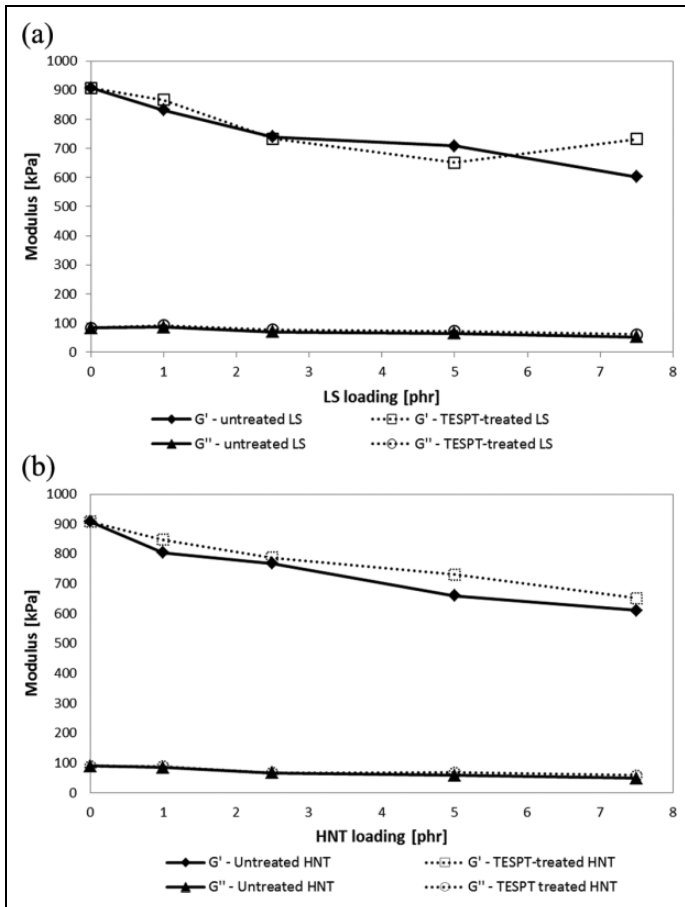 (a)
1000
900
800
700
600
500
400
300
200
100
0
Modulus [kPa]
0 1 2 3 4 5 6 7 8
LS loading [phr]
G' - untreated LS G' - TESPT-treated LS
G'' - untreated LS G'' - TESPT-treated LS
(b)
1000
900
800
700
600
500
400
300
200
100
0
Modulus [kPa]
0 1 2 3 4 5 6 7 8
HNT loading [phr]
G' - Untreated HNT G' - TESPT-treated HNT
G'' - Untreated HNT G'' - TESPT treated HNT